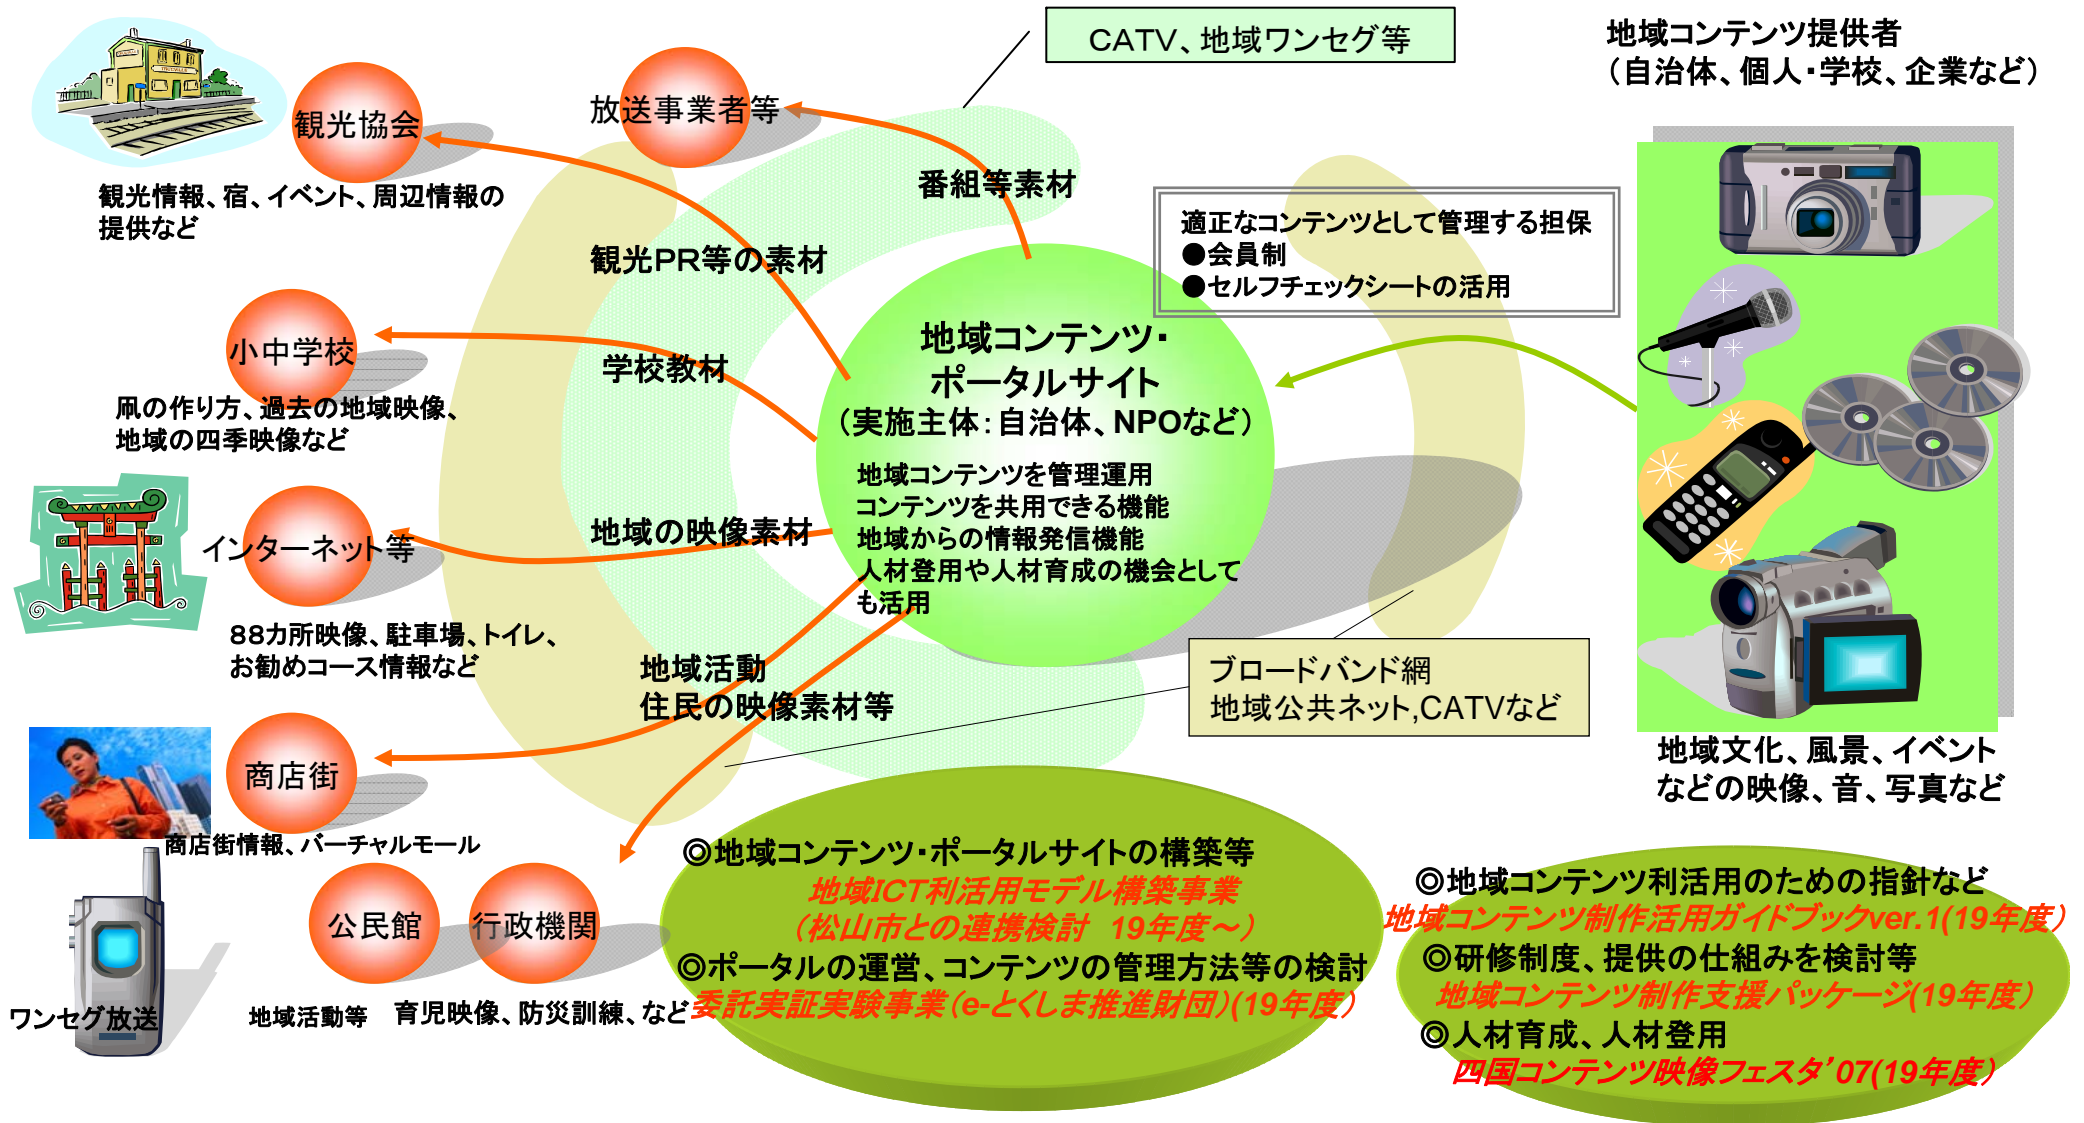 CATV、地域ワンセグ等
地域コンテンツ提供者
（自治体、個人・学校、企業など）
観光協会
放送事業者等
番組等素材
観光情報、宿、イベント、周辺情報の
提供など
適正なコンテンツとして管理する担保
●会員制
●セルフチェックシートの活用
観光PR等の素材
小中学校
学校教材
凧の作り方、過去の地域映像、
地域の四季映像など
地域コンテンツ・
ポータルサイト
（実施主体：自治体、NPOなど）
地域コンテンツを管理運用
コンテンツを共用できる機能
地域からの情報発信機能
人材登用や人材育成の機会として
も活用
インターネット等
地域の映像素材
88カ所映像、駐車場、トイレ、
お勧めコース情報など
地域活動
住民の映像素材等
ブロードバンド網
地域公共ネット,CATVなど
地域文化、風景、イベント
などの映像、音、写真など
商店街
商店街情報、バーチャルモール
公民館
行政機関
ワンセグ放送
地域活動等
育児映像、防災訓練、など
◎地域コンテンツ・ポータルサイトの構築等
地域ICT利活用モデル構築事業
（松山市との連携検討　19年度～）
◎ポータルの運営、コンテンツの管理方法等の検討
委託実証実験事業（e-とくしま推進財団）(19年度）
◎地域コンテンツ利活用のための指針など
地域コンテンツ制作活用ガイドブックver.1(19年度）
◎研修制度、提供の仕組みを検討等
地域コンテンツ制作支援パッケージ(19年度）
◎人材育成、人材登用
四国コンテンツ映像フェスタ’07(19年度）